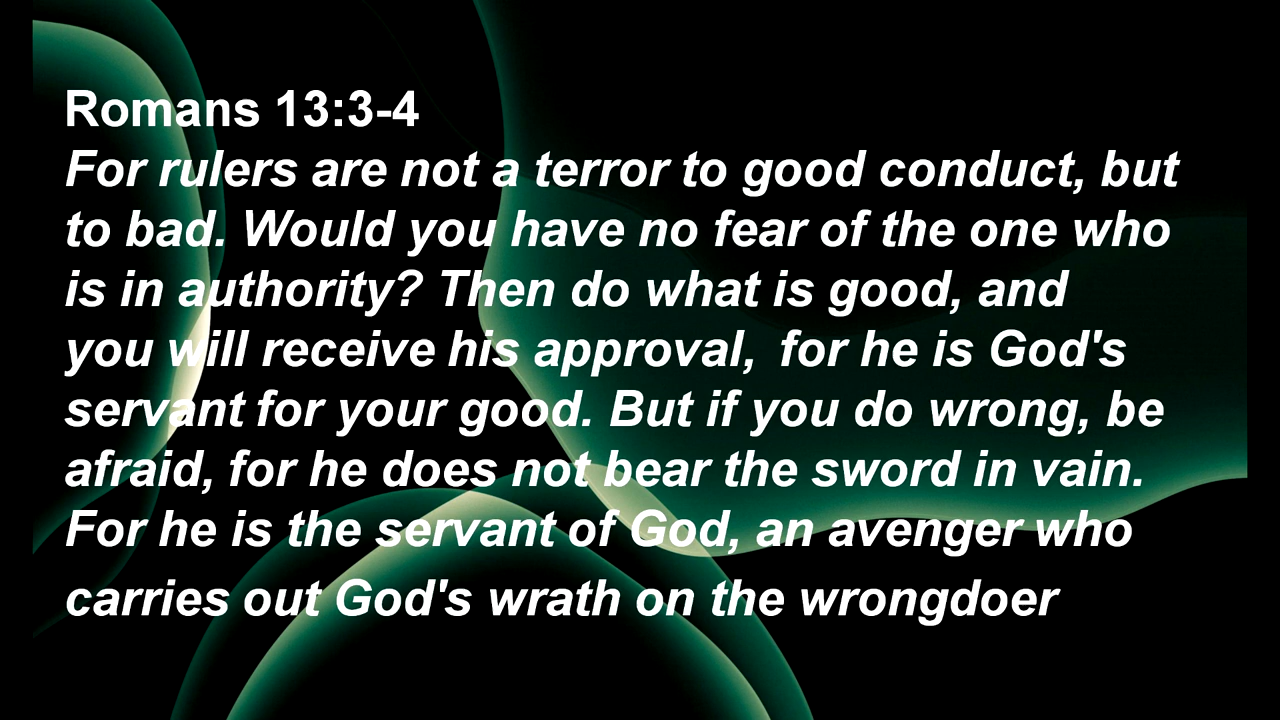 Romans 13:3-4
For rulers are not a terror to good conduct, but
to bad. Would you have no fear of the one who
is in authority? Then do what is good, and
you will receive his approval, for he is God's
servant for your good. But if you do wrong, be
afraid, for he does not bear the sword in vain.
For he is the servant of God, an avenger who
carries out God's wrath on the wrongdoer